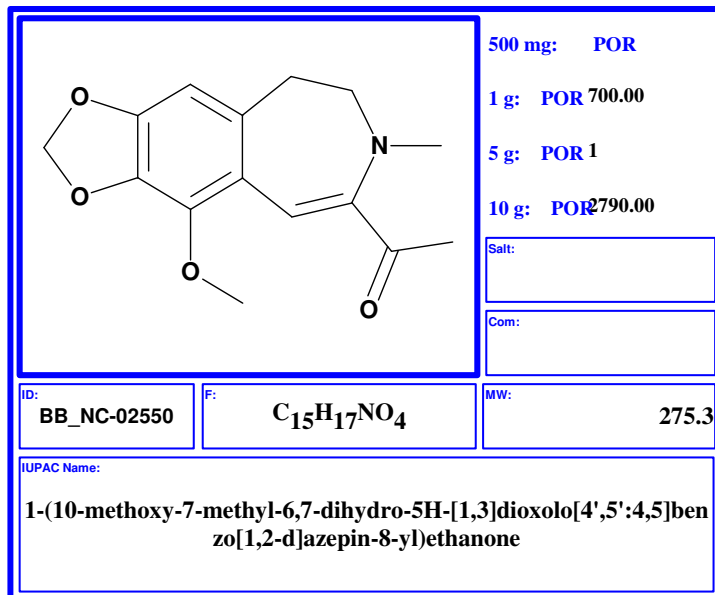 500 mg: POR
1 g: POR 700.00
5 g: POR 1
10 g: POR 2790.00
O
O
N
O
O
Salt:
Com:
ID:
BB_NC-02550
F:
C15H17NO4
MW:
275.3
IUPAC Name:
1-(10-methoxy-7-methyl-6,7-dihydro-5H-[1,3]dioxolo[4',5':4,5]ben
zo[1,2-d]azepin-8-yl)ethanone